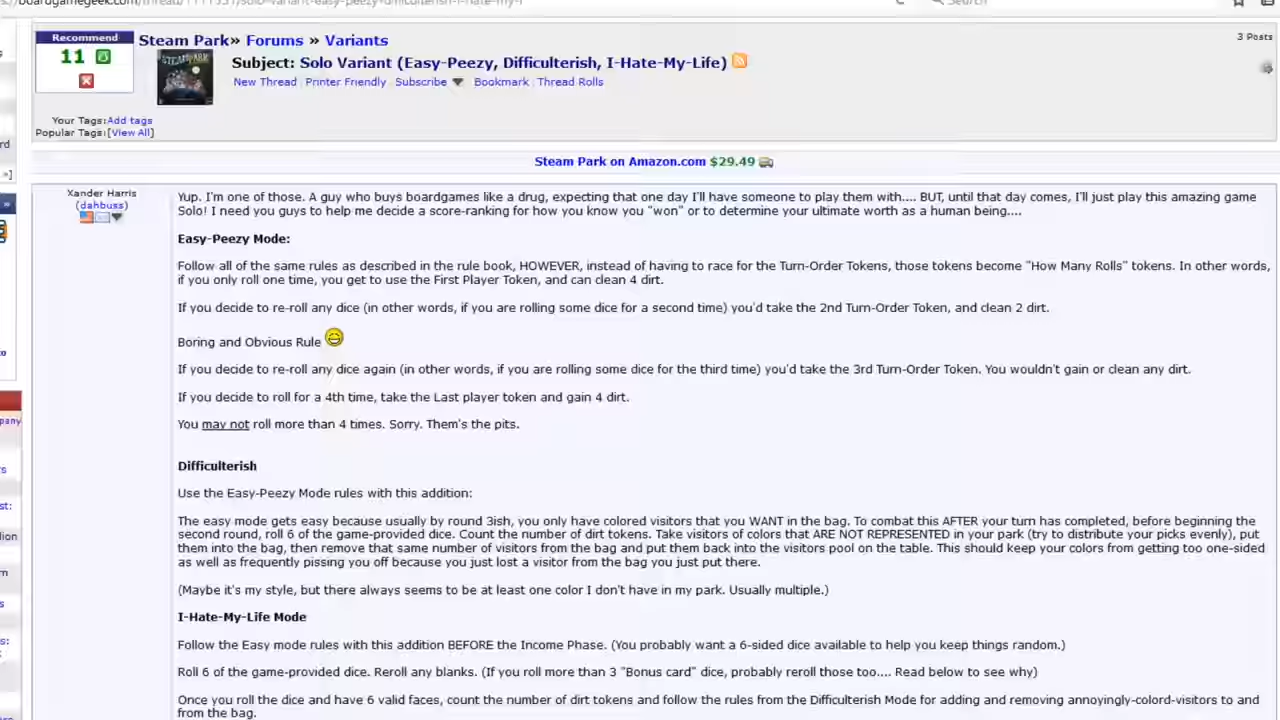 Recommend
Steam Park» Forums » Variants
3 Posts
11
Subject: Solo Variant (Easy-Peezy, Difficulterish, I-Hate-My-Life)
New Thread Printer Friendly Subscribe Bookmark Thread Rolls
Your Tags: Add tags
Popular Tags: [View All]
Steam Park on Amazon.com $29.49
Xander Harris
(dahbuss)
Yup. I'm one of those. A guy who buys boardgames like a drug, expecting that one day I'll have someone to play them with.... BUT, until that day comes, I'll just play this amazing game
Solo! I need you guys to help me decide a score-ranking for how you know you "won" or to determine your ultimate worth as a human being....
Easy-Peezy Mode:
Follow all of the same rules as described in the rule book, HOWEVER, instead of having to race for the Turn-Order Tokens, those tokens become "How Many Rolls" tokens. In other words,
if you only roll one time, you get to use the First Player Token, and can clean 4 dirt.
If you decide to re-roll any dice (in other words, if you are rolling some dice for a second time) you'd take the 2nd Turn-Order Token, and clean 2 dirt.
Boring and Obvious Rule
If you decide to re-roll any dice again (in other words, if you are rolling some dice for the third time) you'd take the 3rd Turn-Order Token. You wouldn't gain or clean any dirt.
If you decide to roll for a 4th time, take the Last player token and gain 4 dirt.
You may not roll more than 4 times. Sorry. Them's the pits.
Difficulterish
Use the Easy-Peezy Mode rules with this addition:
The easy mode gets easy because usually by round 3ish, you only have colored visitors that you WANT in the bag. To combat this AFTER your turn has completed, before beginning the
second round, roll 6 of the game-provided dice. Count the number of dirt tokens. Take visitors of colors that ARE NOT REPRESENTED in your park (try to distribute your picks evenly), put
them into the bag, then remove that same number of visitors from the bag and put them back into the visitors pool on the table. This should keep your colors from getting too one-sided
as well as frequently pissing you off because you just lost a visitor from the bag you just put there.
(Maybe it's my style, but there always seems to be at least one color I don't have in my park. Usually multiple.)
I-Hate-My-Life Mode
Follow the Easy mode rules with this addition BEFORE the Income Phase. (You probably want a 6-sided dice available to help you keep things random.)
Roll 6 of the game-provided dice. Reroll any blanks. (If you roll more than 3 "Bonus card" dice, probably reroll those too.... Read below to see why)
Once you roll the dice and have 6 valid faces, count the number of dirt tokens and follow the rules from the Difficulterish Mode for adding and removing annoyingly-colord-visitors to and
from the bag.